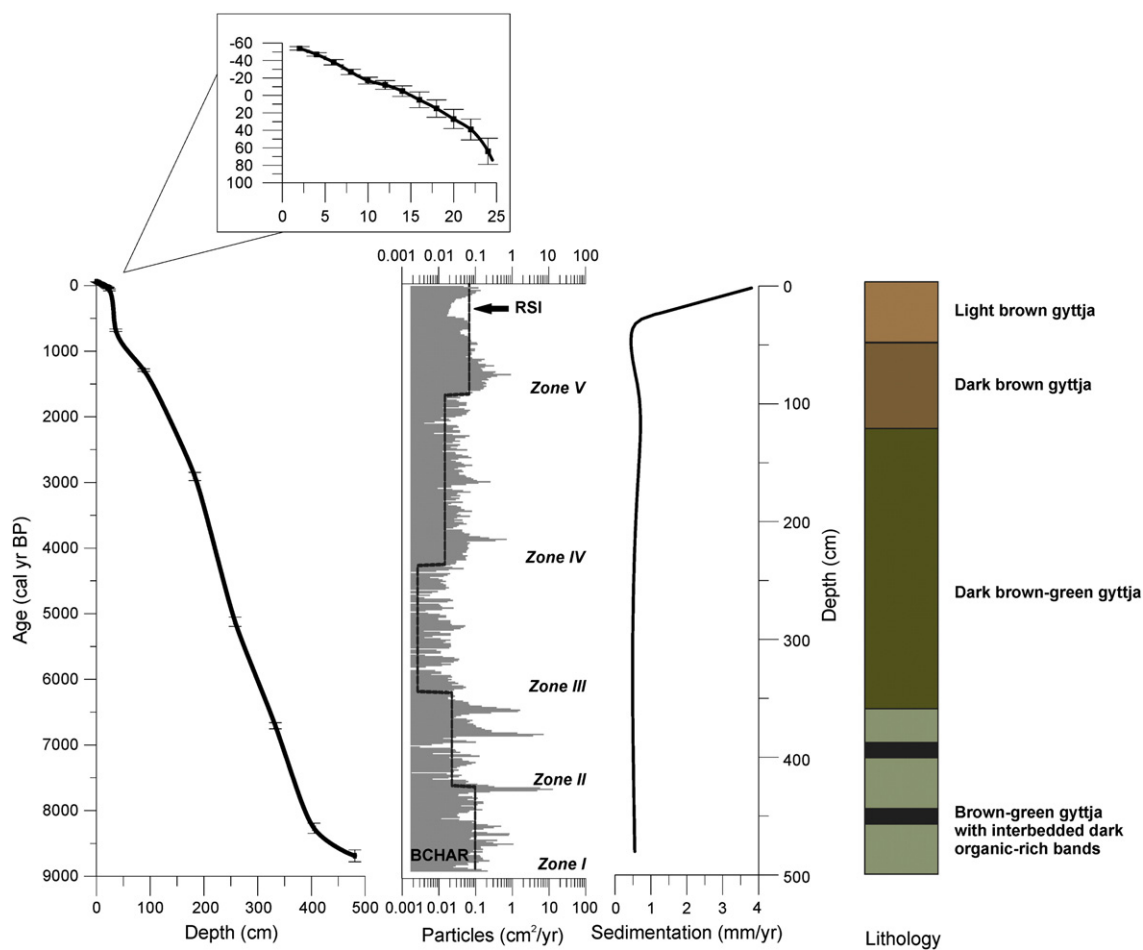 -60
-40
-20
0
20
40
60
80
100
0 5 10 15 20 25
0.001 0.01 0.1 1 10 100
0
1000
2000
3000
4000
5000
6000
7000
8000
9000
Age (cal yr BP)
0 100 200 300 400 500
Depth (cm)
RSI
Zone V
Zone IV
Zone III
Zone II
BCHAR
Zone I
0.001 0.01 0.1 1 10 100
Particles (cm²/yr)
0
100
200
300
400
500
Depth (cm)
0 1 2 3 4
Sedimentation (mm/yr)
Light brown gyttja
Dark brown gyttja
Dark brown-green gyttja
Brown-green gyttja
with interbedded dark
organic-rich bands
Lithology